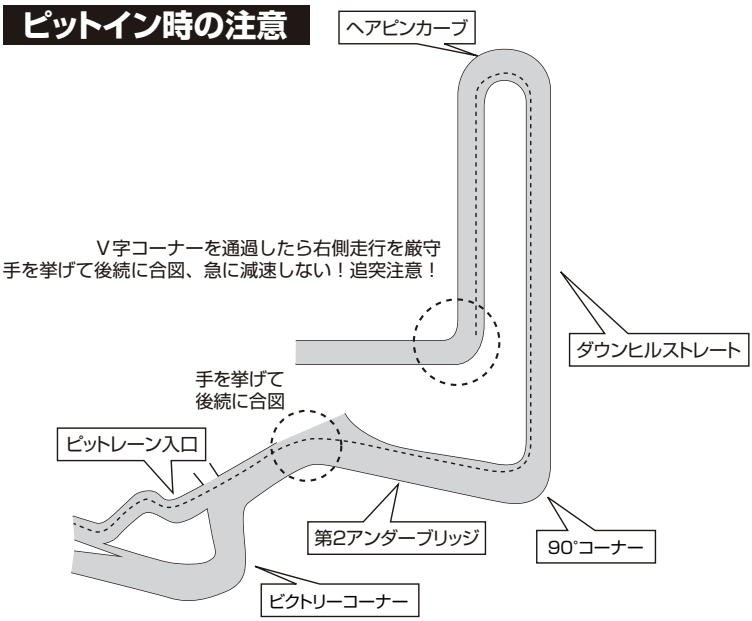 ピットイン時の注意
ヘアピンカーブ
V字コーナーを通過したら右側走行を厳守
手を挙げて後続に合図、急に減速しない！追突注意！
ダウンヒルストレート
手を挙げて
後続に合図
ピットレーン入口
第2アンダーブリッジ
90°コーナー
ビクトリーコーナー